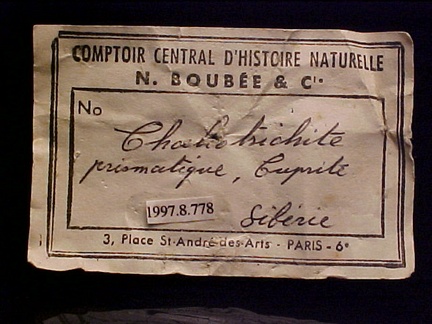 COMPTOIR CENTRAL D'HISTOIRE NATURELLE
N. BOUBÉE & Cie
No
Chalcotrichite
prismatique, Cuprite
1997.8.778
Sibérie
3, Place St-André-des-Arts - PARIS - 6e